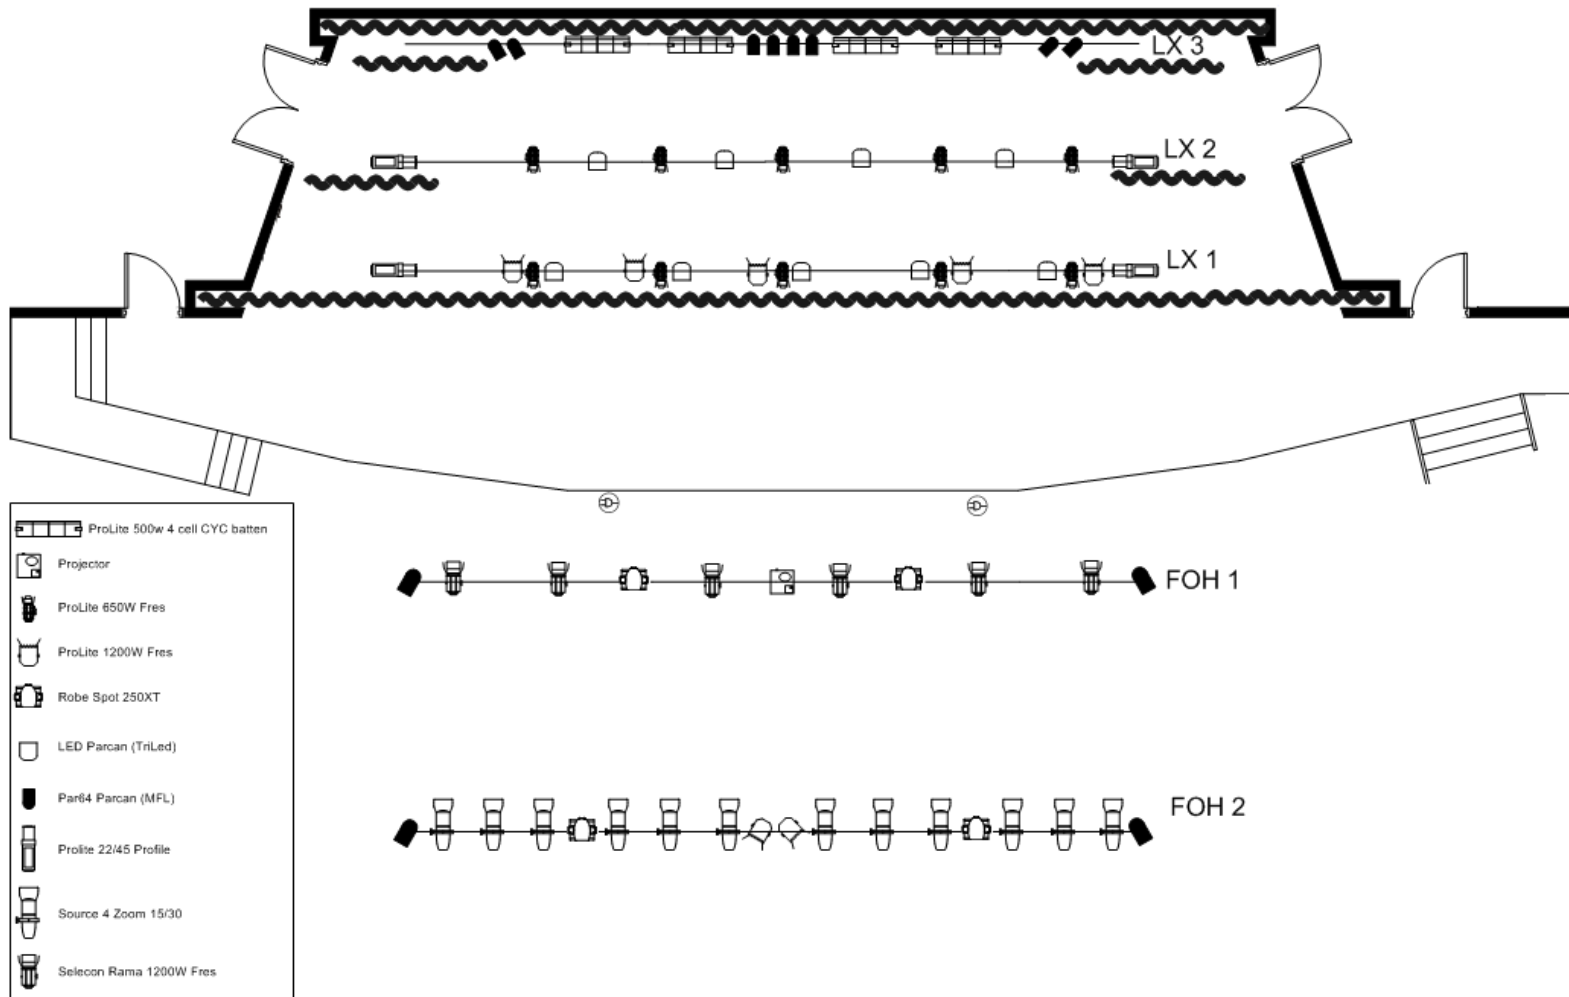 LX 3
LX 2
LX 1
FOH 1
FOH 2
ProLite 500w 4 cell CYC batten
Projector
ProLite 650W Fres
ProLite 1200W Fres
Robe Spot 250XT
LED Parcan (TriLed)
Par64 Parcan (MFL)
Prolite 22/45 Profile
Source 4 Zoom 15/30
Selecon Rama 1200W Fres